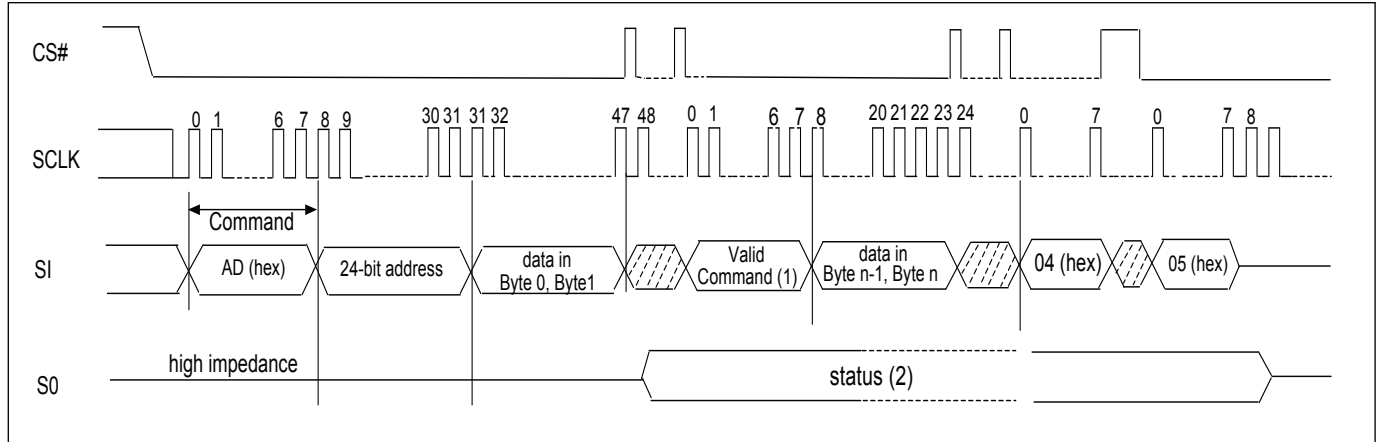 CS#
0 1 6 7 8 9 30 31 31 32 47 48 0 1 6 7 8 20 21 22 23 24 0 7 0 7 8
SCLK
Command
SI
AD (hex)
24-bit address
data in
Byte 0, Byte1
Valid
Command (1)
data in
Byte n-1, Byte n
04 (hex)
05 (hex)
high impedance
S0
status (2)